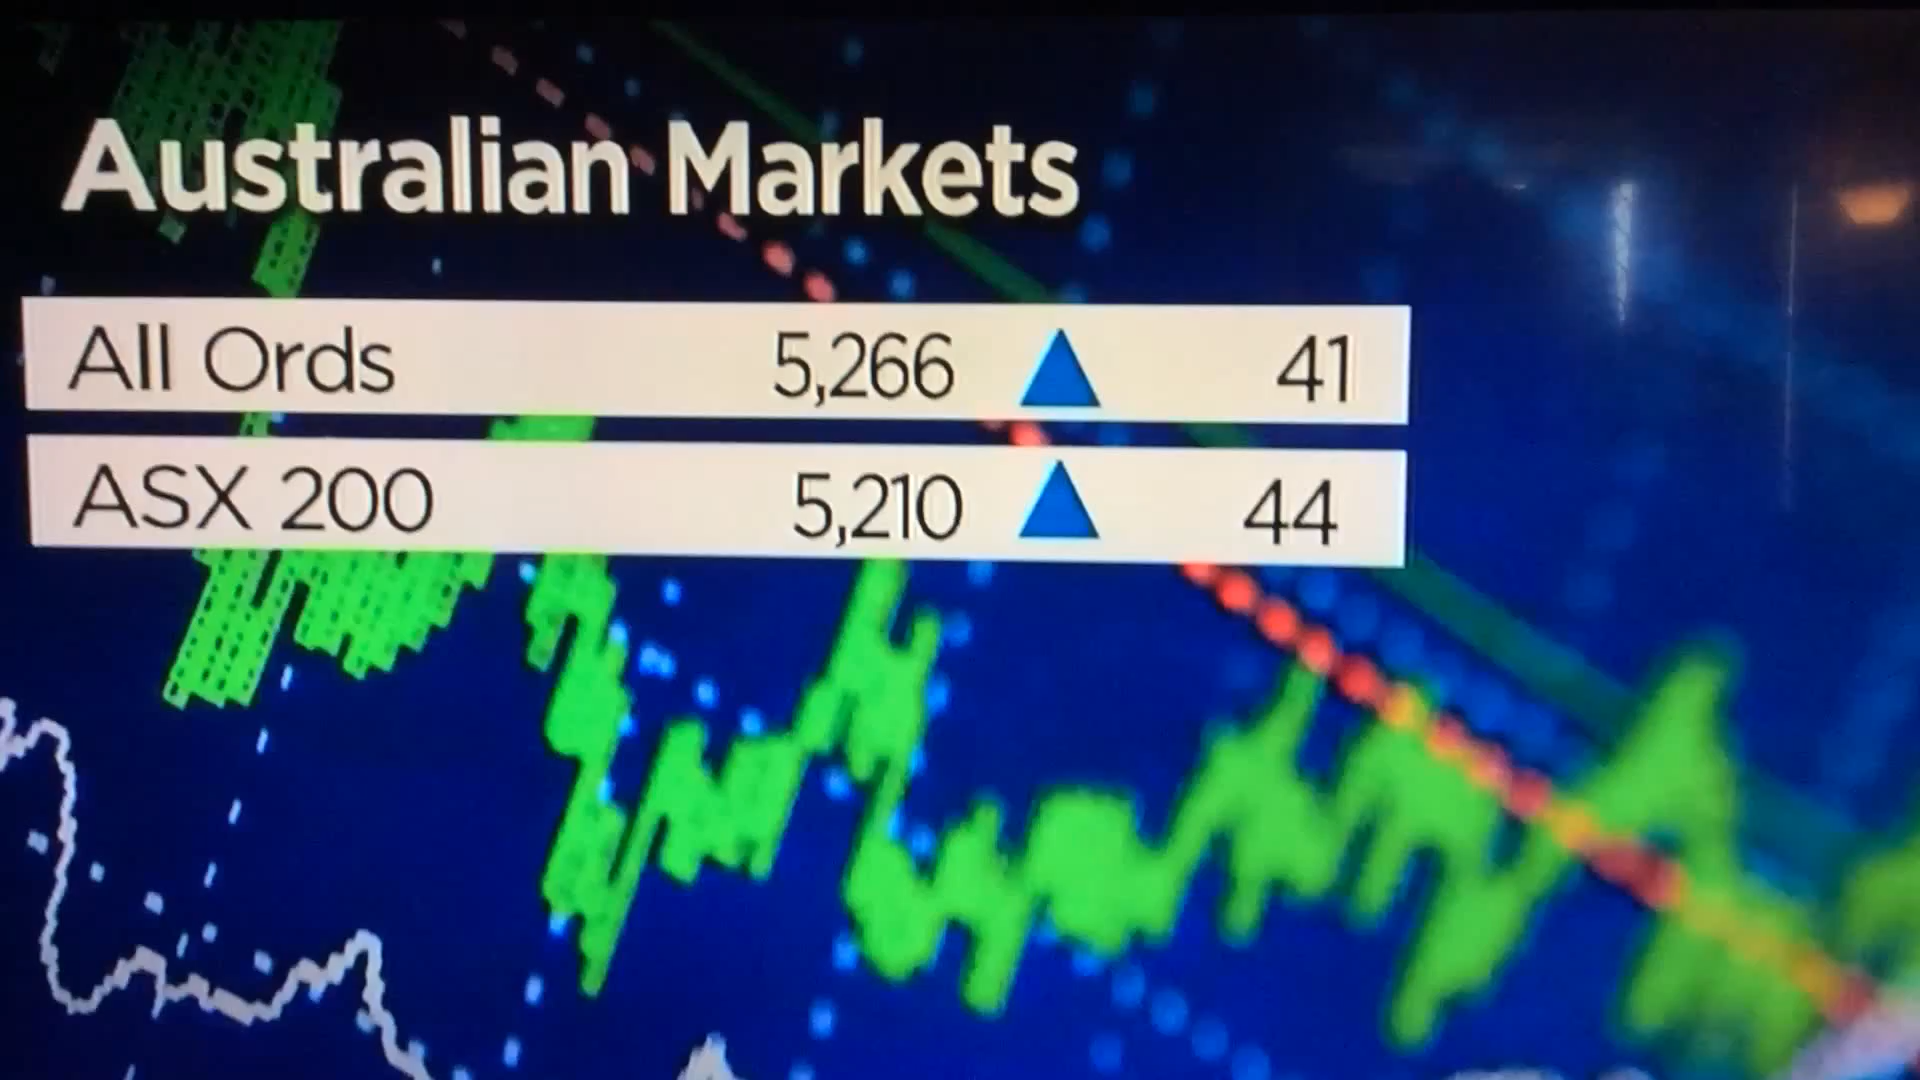 Australian Markets
All Ords 5,266 ▲ 41
ASX 200 5,210 ▲ 44